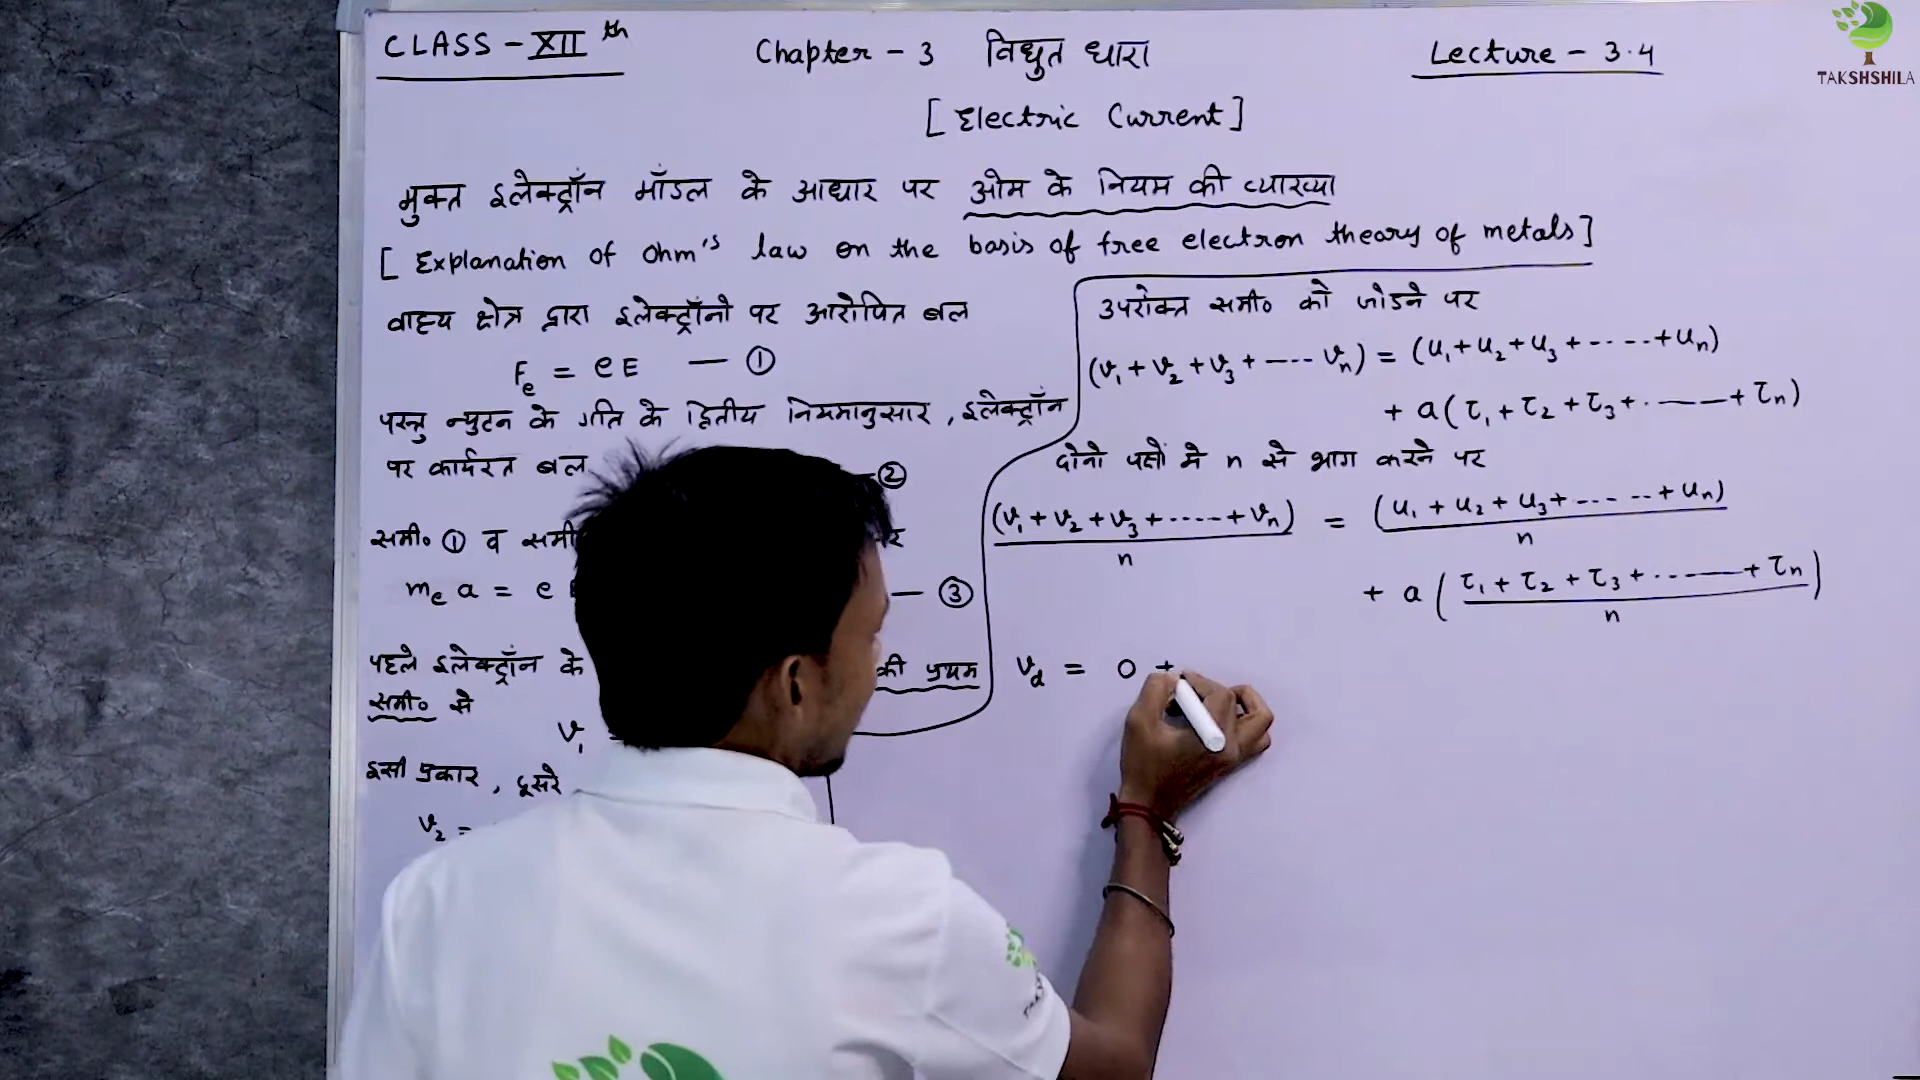 CLASS - XII th
Chapter - 3 विद्युत धारा
Lecture - 3.4
TAKSHSHILA
[ Electric Current ]
मुक्त इलेक्ट्रॉन मॉडल के आधार पर ओम के नियम की व्याख्या
[ Explanation of Ohm's law on the basis of free electron theory of metals ]
वाह्य क्षेत्र द्वारा इलेक्ट्रॉनो पर आरोपित बल
Fe = eE — ①
परन्तु न्युटन के गति के द्वितीय नियमानुसार , इलेक्ट्रॉन
पर कार्यरत बल ②
समी० ① व समी
me a = e — ③
पहले इलेक्ट्रॉन के की प्रथम
समी० से
v₁
इसी प्रकार , दूसरे
v₂ =
उपरोक्त समी० को जोडने पर
(v₁ + v₂ + v₃ + ---- vn) = (u₁ + u₂ + u₃ + ----- + un)
+ a(τ₁ + τ₂ + τ₃ + .—— + τn)
दोनो पक्षों मे n से भाग करने पर
(v₁ + v₂ + v₃ + ..... + vn) / n = (u₁ + u₂ + u₃ + ..... + un) / n
+ a ( τ₁ + τ₂ + τ₃ + ..—— + τn / n )
vd = 0 +